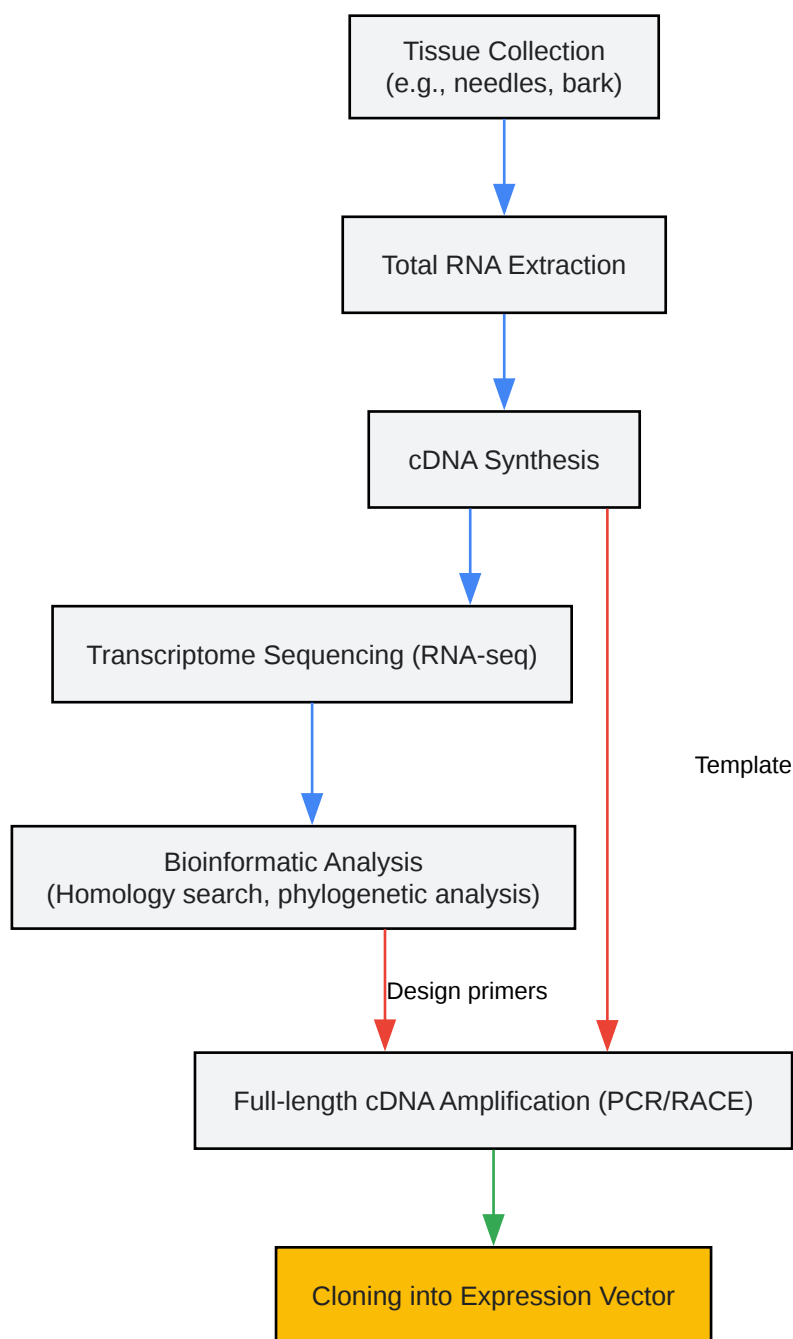 Tissue Collection
(e.g., needles, bark)
Total RNA Extraction
cDNA Synthesis
Transcriptome Sequencing (RNA-seq)
Template
Bioinformatic Analysis
(Homology search, phylogenetic analysis)
Design primers
Full-length cDNA Amplification (PCR/RACE)
Cloning into Expression Vector